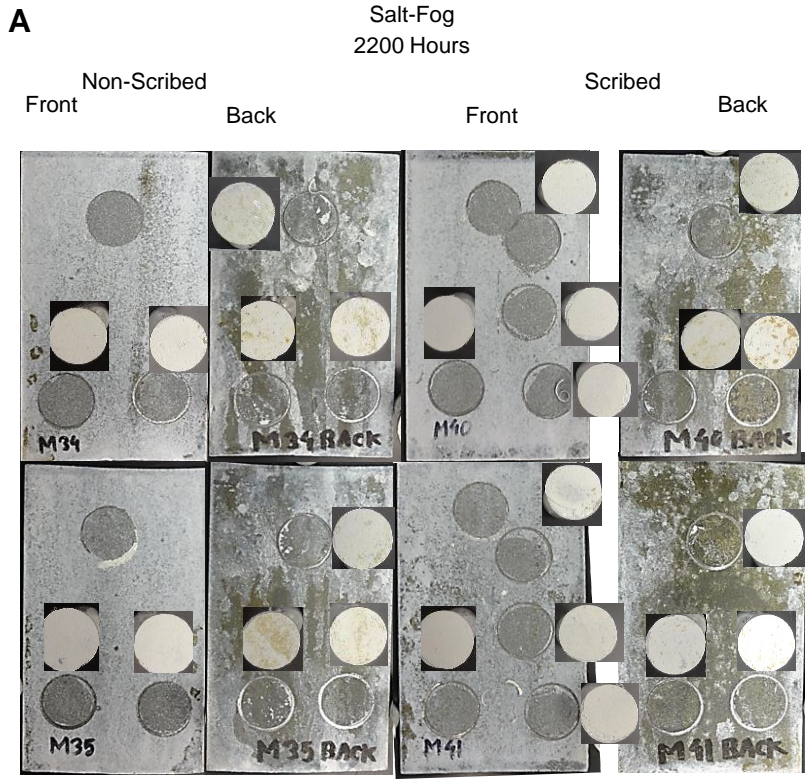 A
Salt-Fog
2200 Hours
Non-Scribed
Scribed
Front
Back
Front
Back
M34
M34 BACK
M40
M40 BACK
M35
M35 BACK
M41
M41 BACK